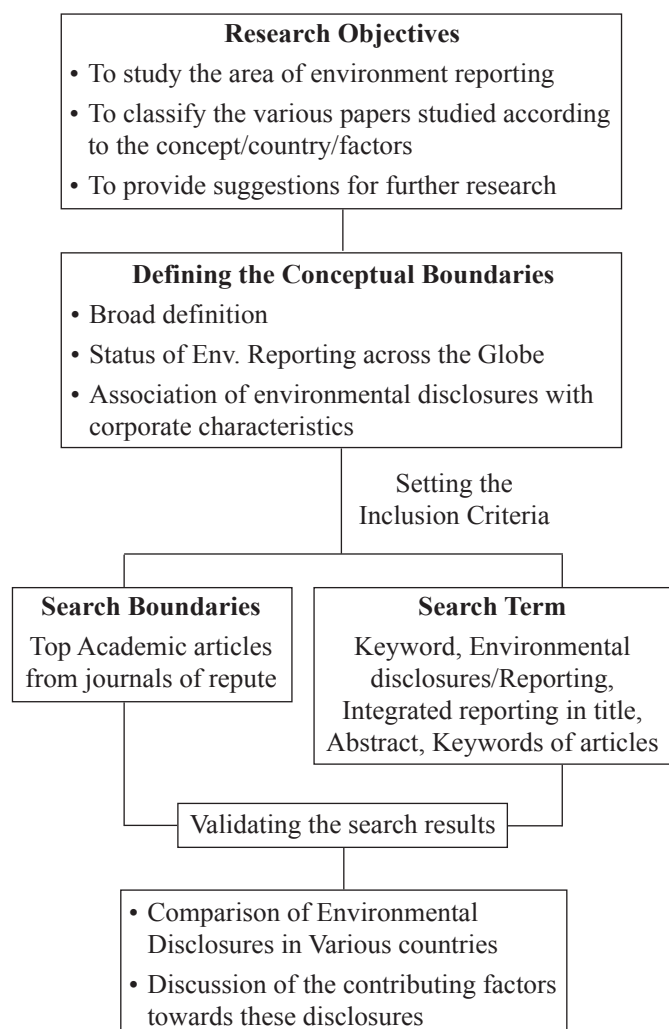 Research Objectives
• To study the area of environment reporting
• To classify the various papers studied according
to the concept/country/factors
• To provide suggestions for further research
Defining the Conceptual Boundaries
• Broad definition
• Status of Env. Reporting across the Globe
• Association of environmental disclosures with
corporate characteristics
Setting the
Inclusion Criteria
Search Boundaries
Top Academic articles
from journals of repute
Search Term
Keyword, Environmental
disclosures/Reporting,
Integrated reporting in title,
Abstract, Keywords of articles
Validating the search results
• Comparison of Environmental
Disclosures in Various countries
• Discussion of the contributing factors
towards these disclosures